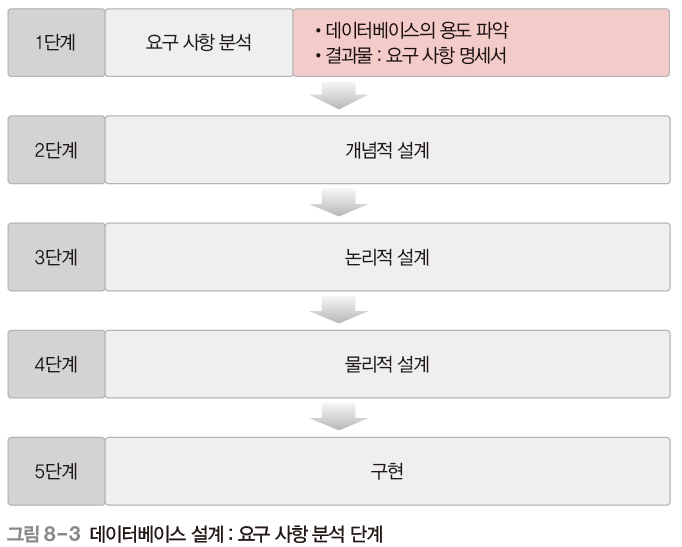 1단계
요구 사항 분석
• 데이터베이스의 용도 파악
• 결과물 : 요구 사항 명세서
2단계
개념적 설계
3단계
논리적 설계
4단계
물리적 설계
5단계
구현
그림 8-3 데이터베이스 설계 : 요구 사항 분석 단계